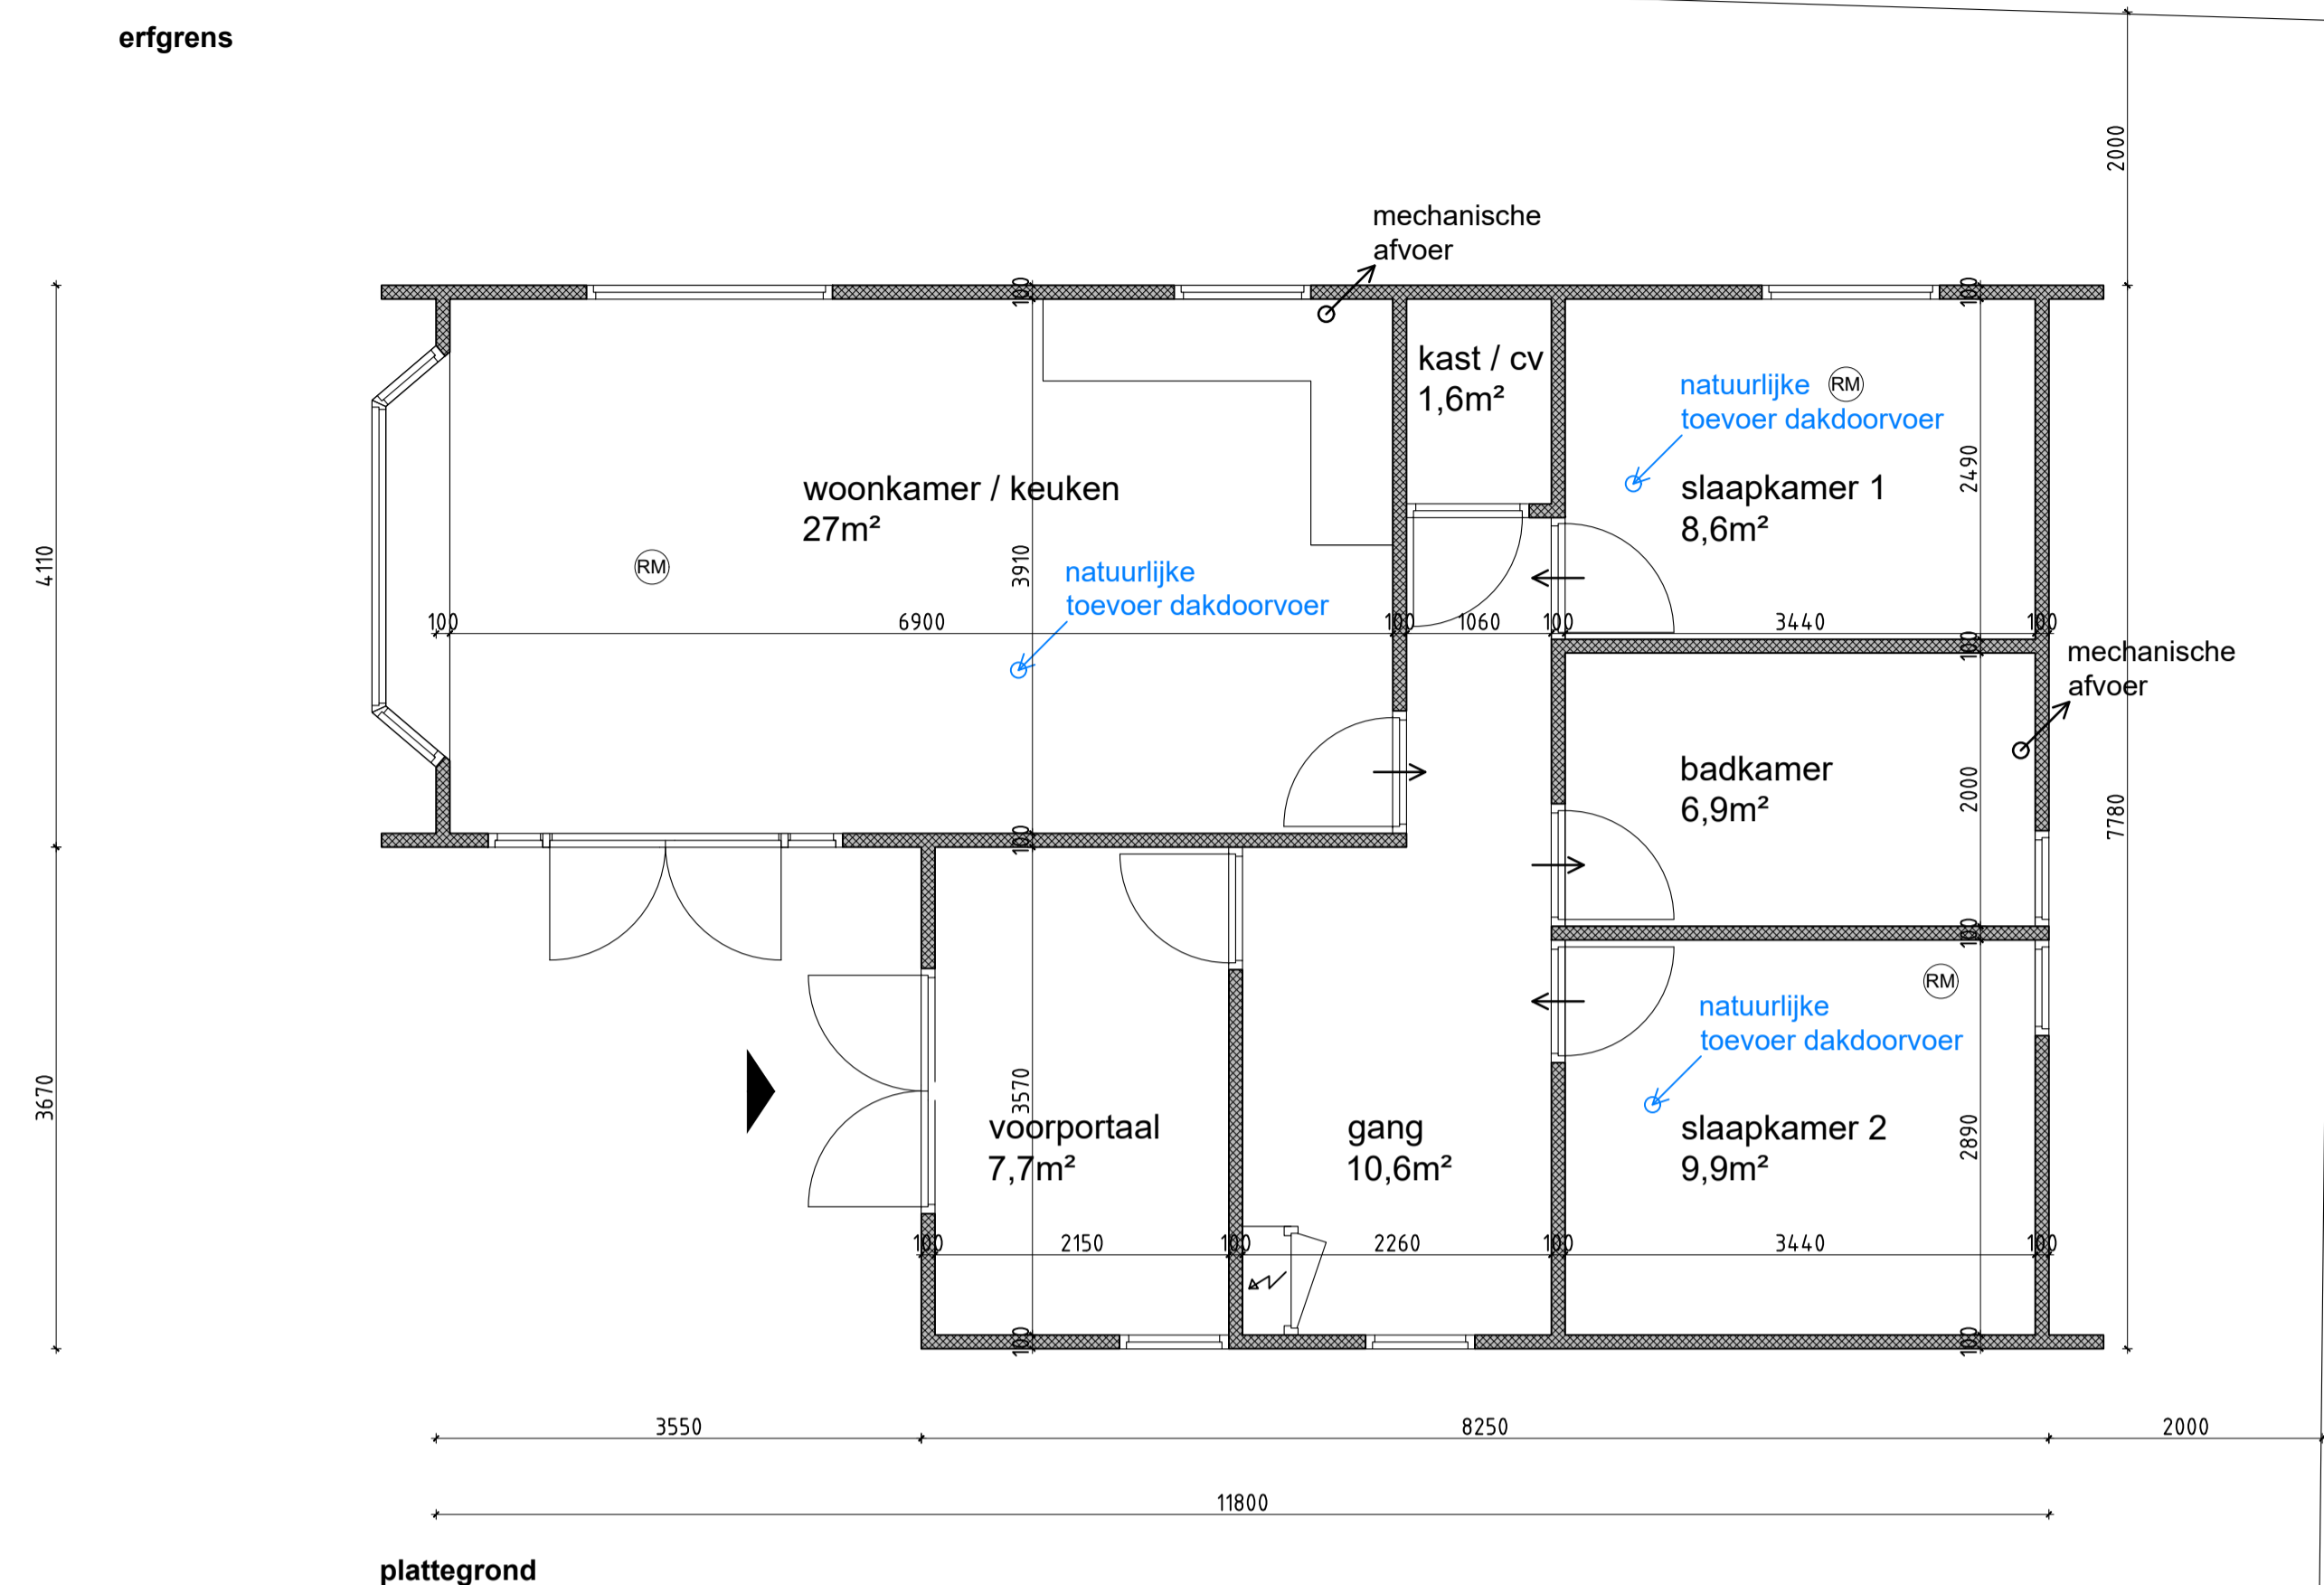 erfgrens
2000
mechanische
afvoer
100
100
kast / cv
1,6m²
natuurlijke
toevoer dakdoorvoer
RM
woonkamer / keuken
27m²
slaapkamer 1
8,6m²
2490
4110
RM
3910
natuurlijke
toevoer dakdoorvoer
100
6900
100
1060
100
3440
100
100
mechanische
afvoer
badkamer
6,9m²
2000
7780
100
100
RM
natuurlijke
toevoer dakdoorvoer
3670
3570
voorportaal
7,7m²
gang
10,6m²
slaapkamer 2
9,9m²
2890
100
2150
100
2260
100
3440
100
100
100
3550
8250
2000
11800
plattegrond